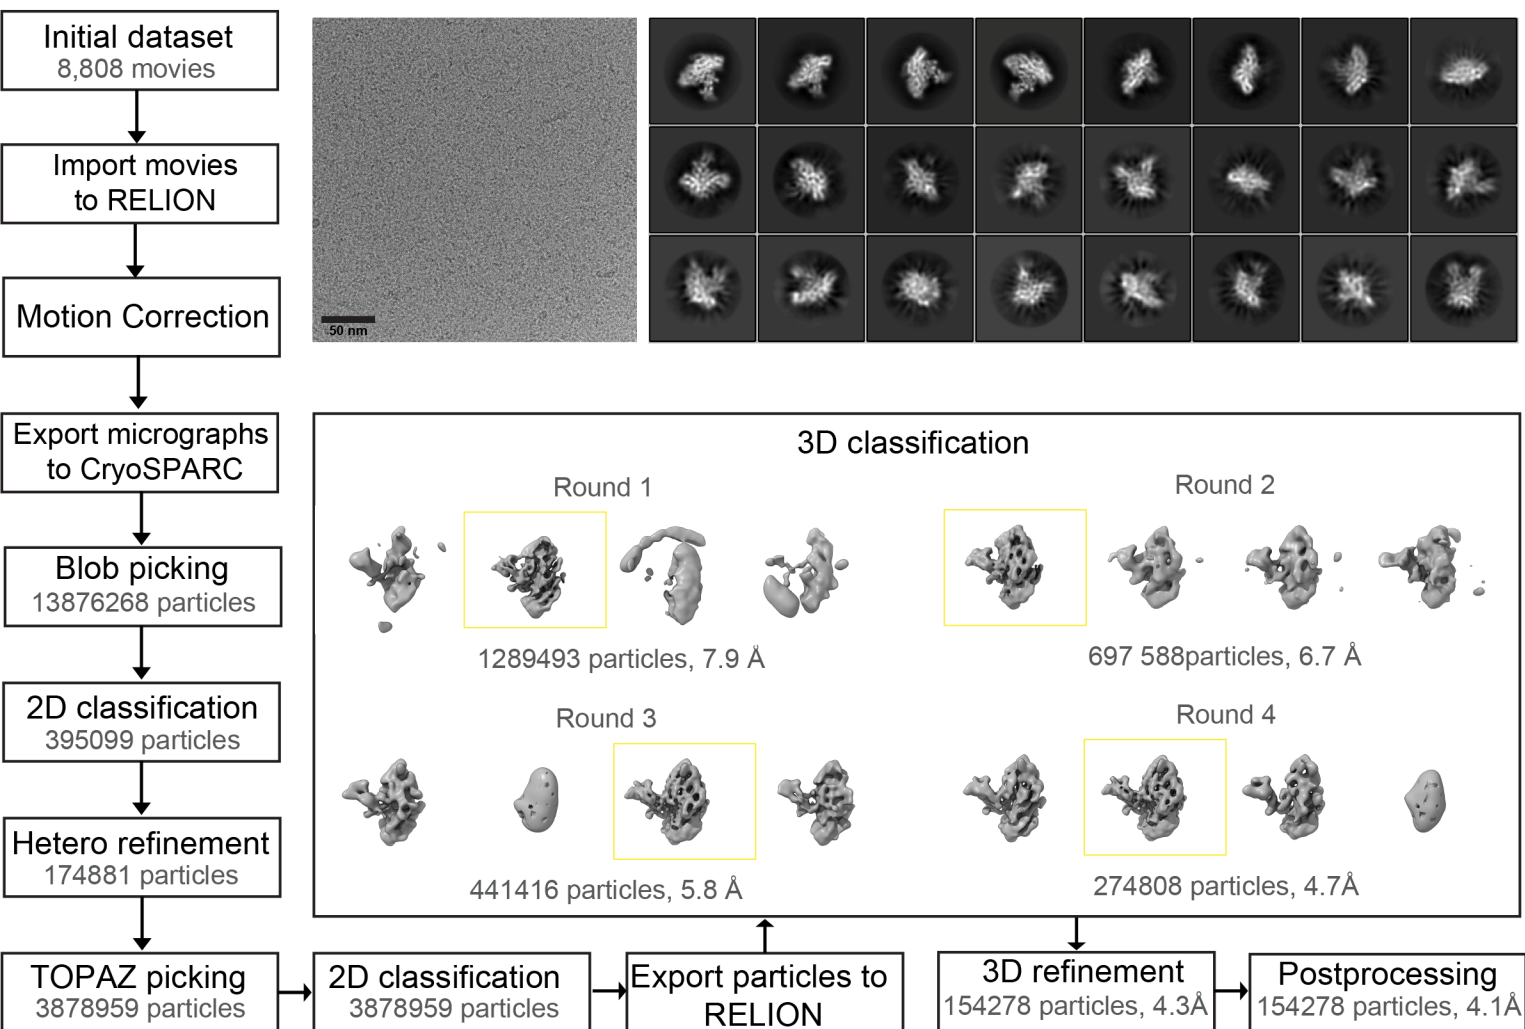 Initial dataset
8,808 movies
Import movies
to RELION
Motion Correction
Export micrographs
to CryoSPARC
Blob picking
13876268 particles
2D classification
395099 particles
Hetero refinement
174881 particles
TOPAZ picking
3878959 particles
2D classification
3878959 particles
Export particles to
RELION
50 nm
3D classification
Round 1
1289493 particles, 7.9 Å
Round 2
697 588particles, 6.7 Å
Round 3
441416 particles, 5.8 Å
Round 4
274808 particles, 4.7Å
3D refinement
154278 particles, 4.3Å
Postprocessing
154278 particles, 4.1Å